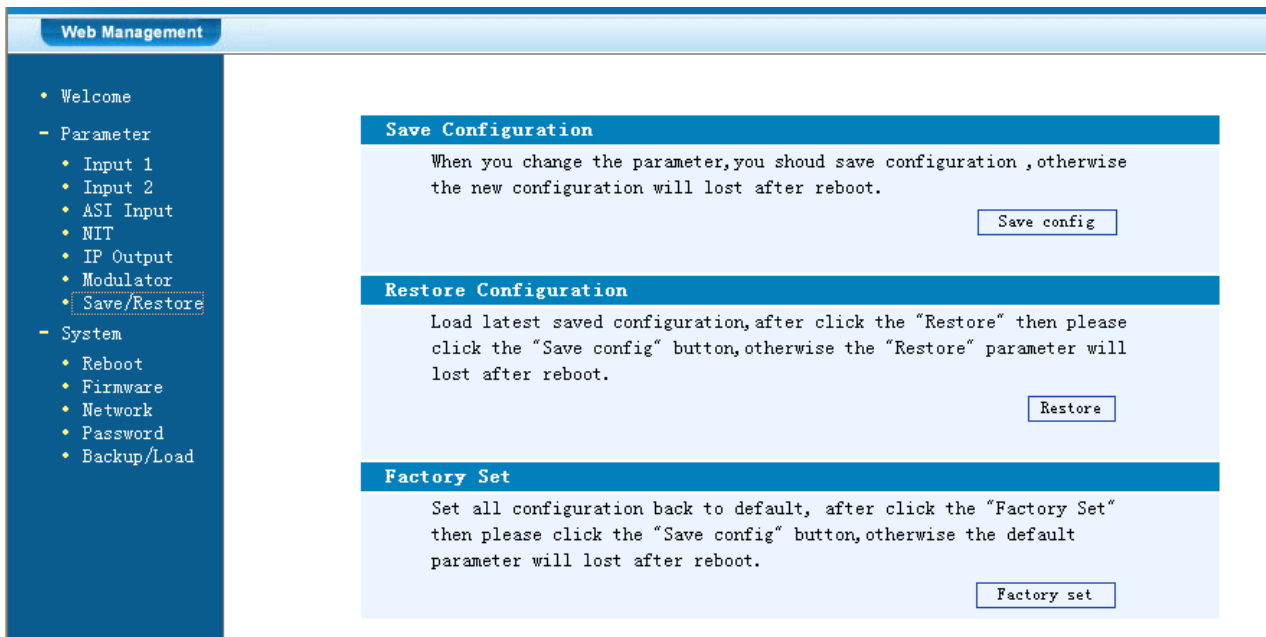 Web Management
Welcome
Parameter
Input 1
Input 2
ASI Input
NIT
IP Output
Modulator
Save/Restore
System
Reboot
Firmware
Network
Password
Backup/Load
Save Configuration
When you change the parameter,you shoud save configuration ,otherwise
the new configuration will lost after reboot.
Save config
Restore Configuration
Load latest saved configuration,after click the "Restore" then please
click the "Save config" button,otherwise the "Restore" parameter will
lost after reboot.
Restore
Factory Set
Set all configuration back to default, after click the "Factory Set"
then please click the "Save config" button,otherwise the default
parameter will lost after reboot.
Factory set